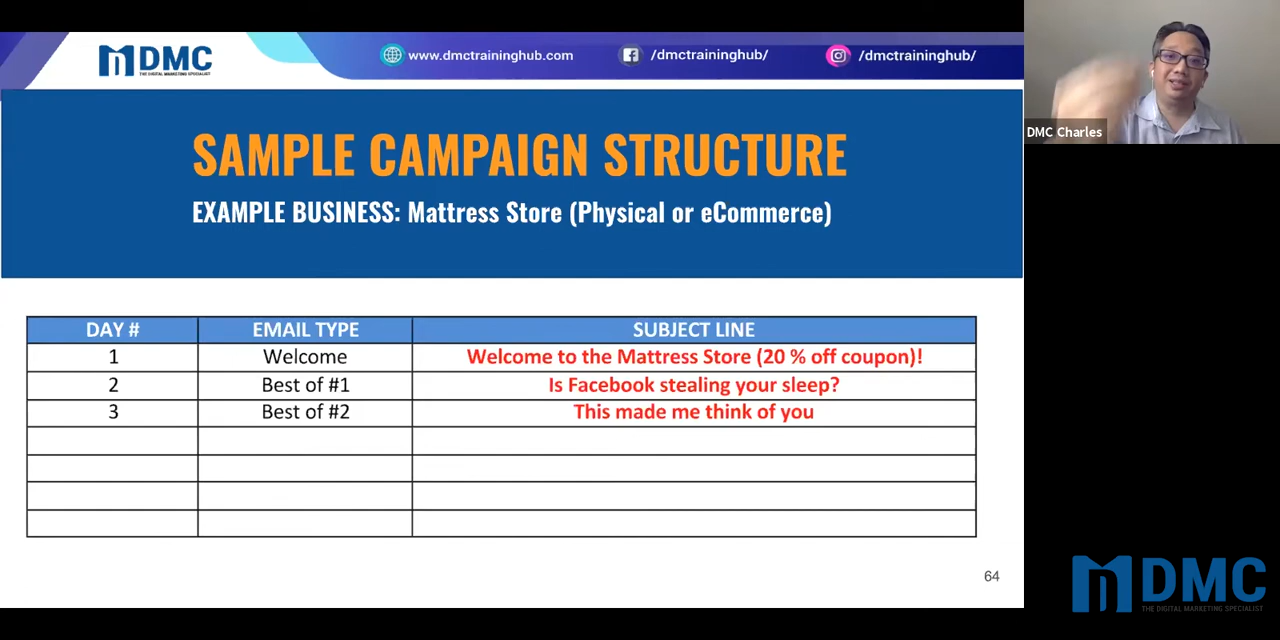 DMC
THE DIGITAL MARKETING SPECIALIST
www.dmctraininghub.com
/dmctraininghub/
/dmctraininghub/
DMC Charles
SAMPLE CAMPAIGN STRUCTURE
EXAMPLE BUSINESS: Mattress Store (Physical or eCommerce)
DAY # EMAIL TYPE SUBJECT LINE
1 Welcome Welcome to the Mattress Store (20 % off coupon)!
2 Best of #1 Is Facebook stealing your sleep?
3 Best of #2 This made me think of you
64
DMC
THE DIGITAL MARKETING SPECIALIST